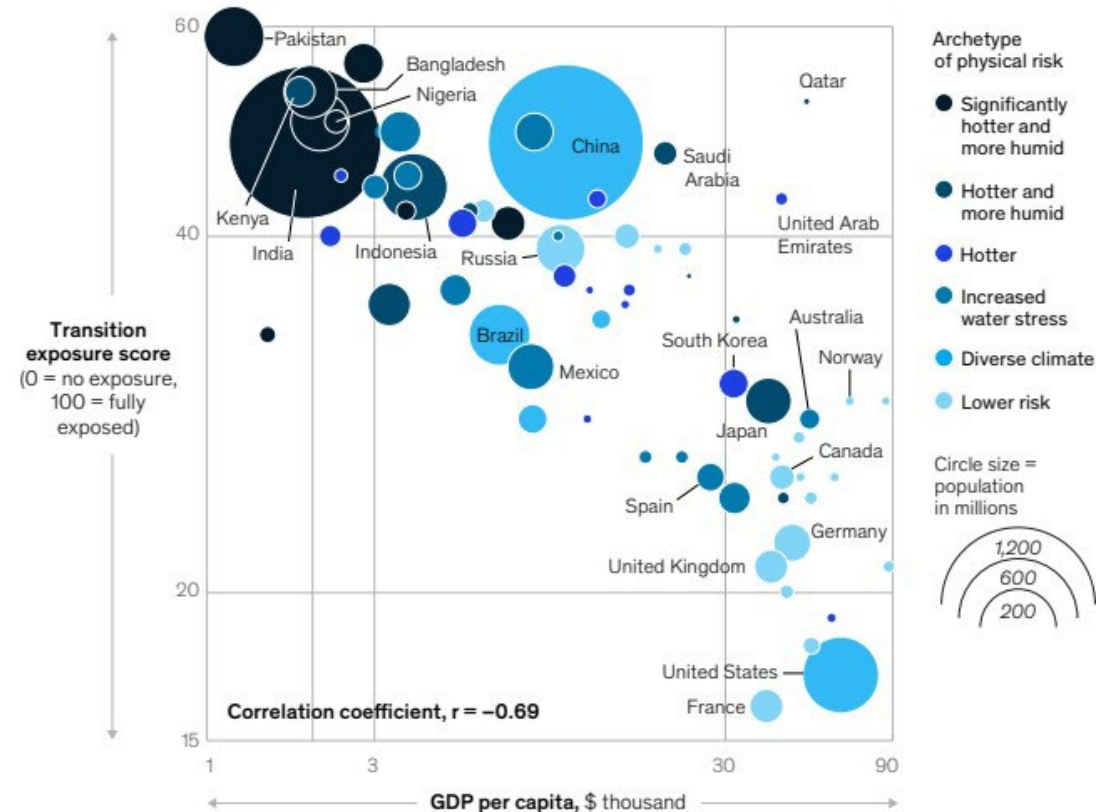 60
40
20
15
Transition
exposure score
(0 = no exposure,
100 = fully
exposed)
Pakistan
Bangladesh
Nigeria
Kenya
India
Indonesia
China
Russia
Saudi
Arabia
Qatar
United Arab
Emirates
Brazil
Mexico
South Korea
Japan
Australia
Norway
Canada
Spain
Germany
United Kingdom
United States
France
Correlation coefficient, r = –0.69
1
3
30
90
GDP per capita, $ thousand
Archetype
of physical risk
Significantly
hotter and
more humid
Hotter and
more humid
Hotter
Increased
water stress
Diverse climate
Lower risk
Circle size =
population
in millions
1,200
600
200